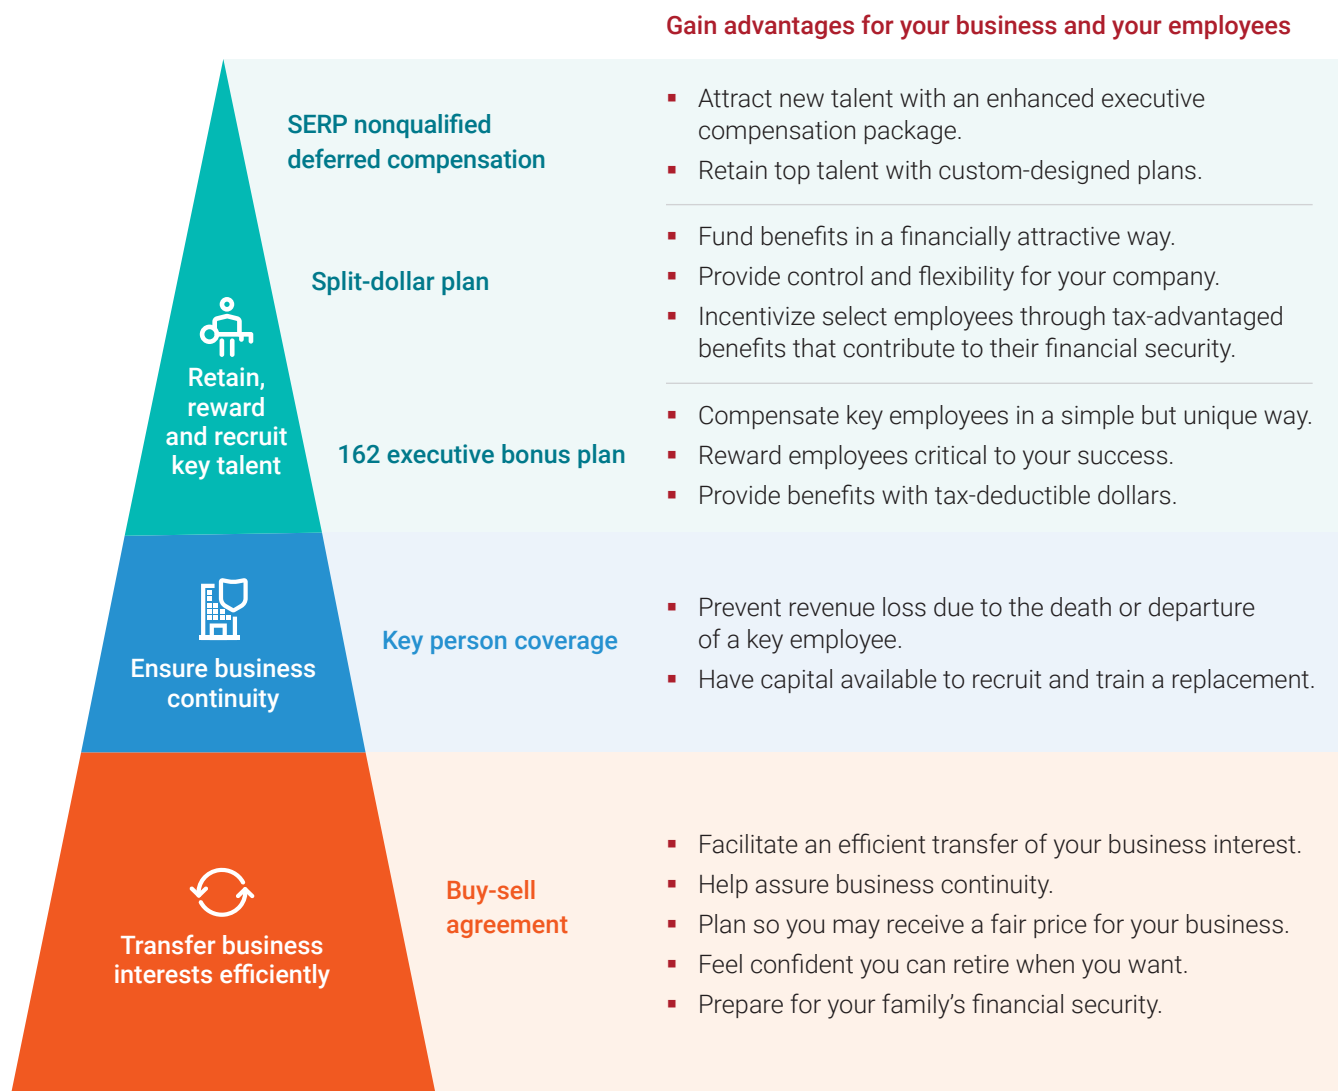 Gain advantages for your business and your employees
SERP nonqualified
deferred compensation
▪ Attract new talent with an enhanced executive
compensation package.
▪ Retain top talent with custom-designed plans.
Split-dollar plan
▪ Fund benefits in a financially attractive way.
▪ Provide control and flexibility for your company.
▪ Incentivize select employees through tax-advantaged
benefits that contribute to their financial security.
Retain,
reward
and recruit
key talent
162 executive bonus plan
▪ Compensate key employees in a simple but unique way.
▪ Reward employees critical to your success.
▪ Provide benefits with tax-deductible dollars.
Ensure business
continuity
Key person coverage
▪ Prevent revenue loss due to the death or departure
of a key employee.
▪ Have capital available to recruit and train a replacement.
Transfer business
interests efficiently
Buy-sell
agreement
▪ Facilitate an efficient transfer of your business interest.
▪ Help assure business continuity.
▪ Plan so you may receive a fair price for your business.
▪ Feel confident you can retire when you want.
▪ Prepare for your family’s financial security.